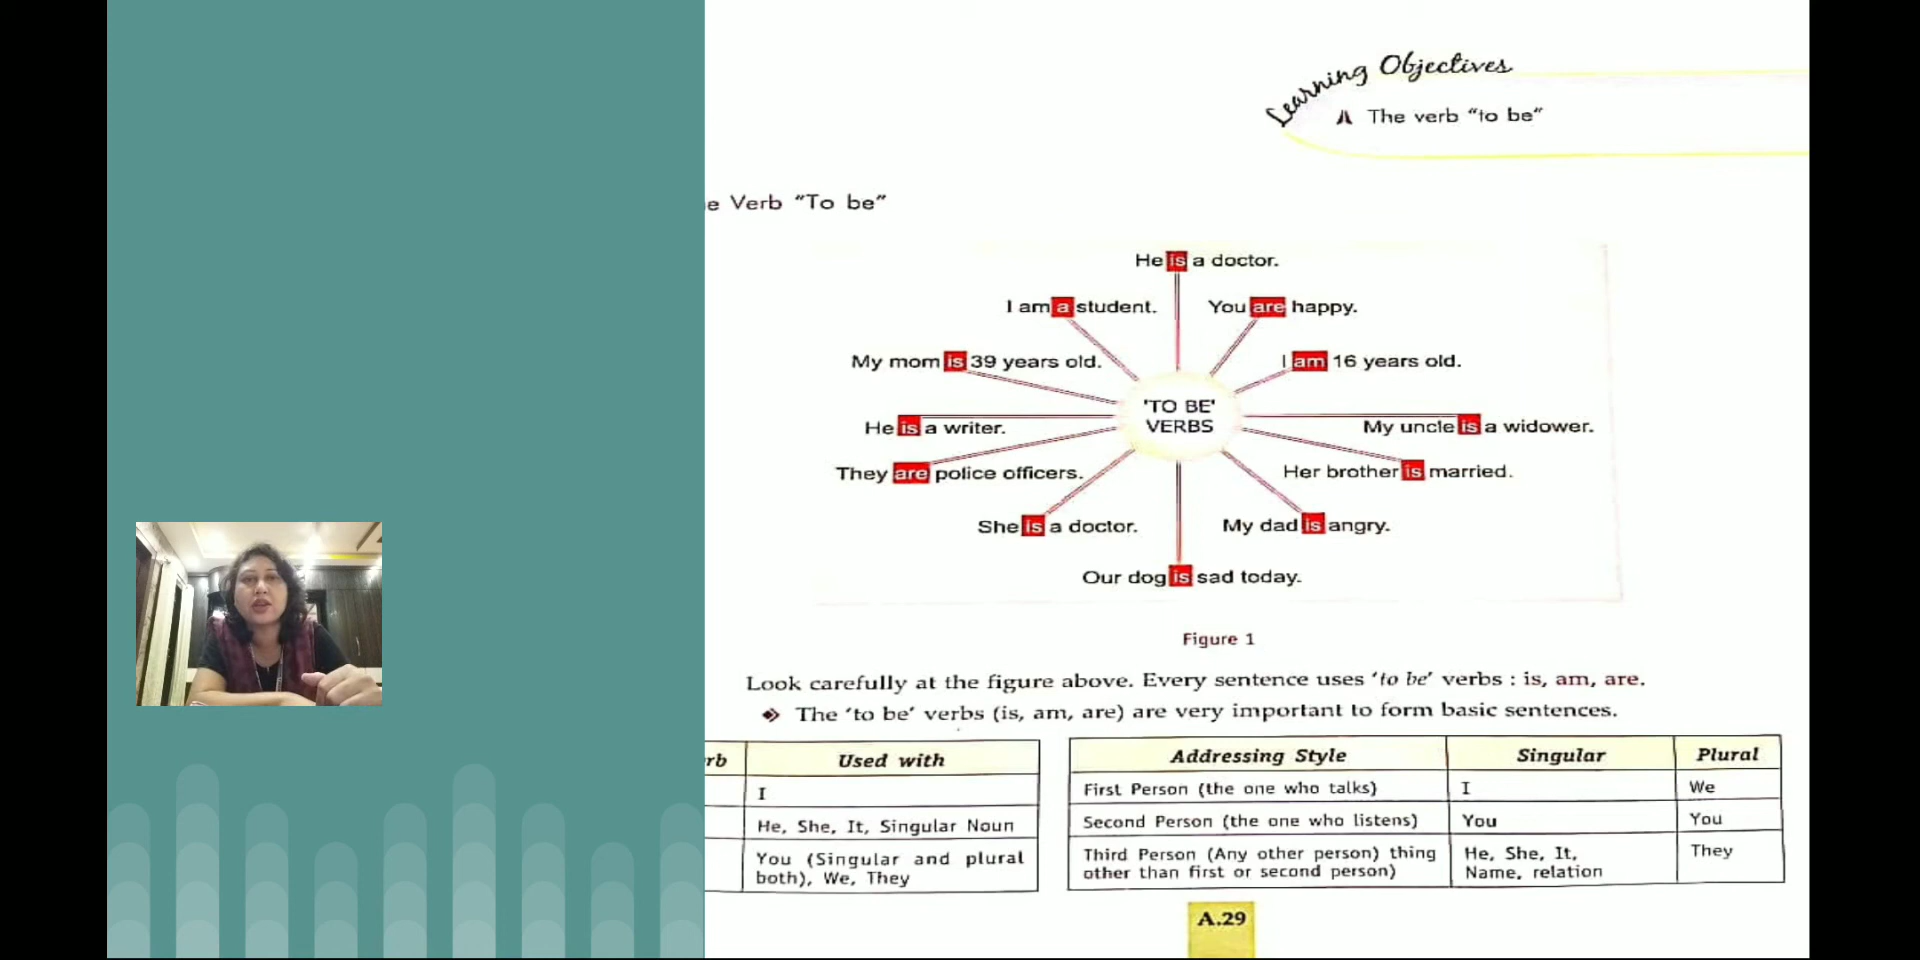 Learning Objectives
The verb "to be"
e Verb "To be"
He is a doctor.
I am a student.
You are happy.
My mom is 39 years old.
I am 16 years old.
'TO BE'
VERBS
He is a writer.
My uncle is a widower.
They are police officers.
Her brother is married.
She is a doctor.
My dad is angry.
Our dog is sad today.
Figure 1
Look carefully at the figure above. Every sentence uses 'to be' verbs : is, am, are.
The 'to be' verbs (is, am, are) are very important to form basic sentences.
rb Used with
I
He, She, It, Singular Noun
You (Singular and plural
both), We, They
Addressing Style Singular Plural
First Person (the one who talks) I We
Second Person (the one who listens) You You
Third Person (Any other person) thing He, She, It, They
other than first or second person) Name, relation
A.29